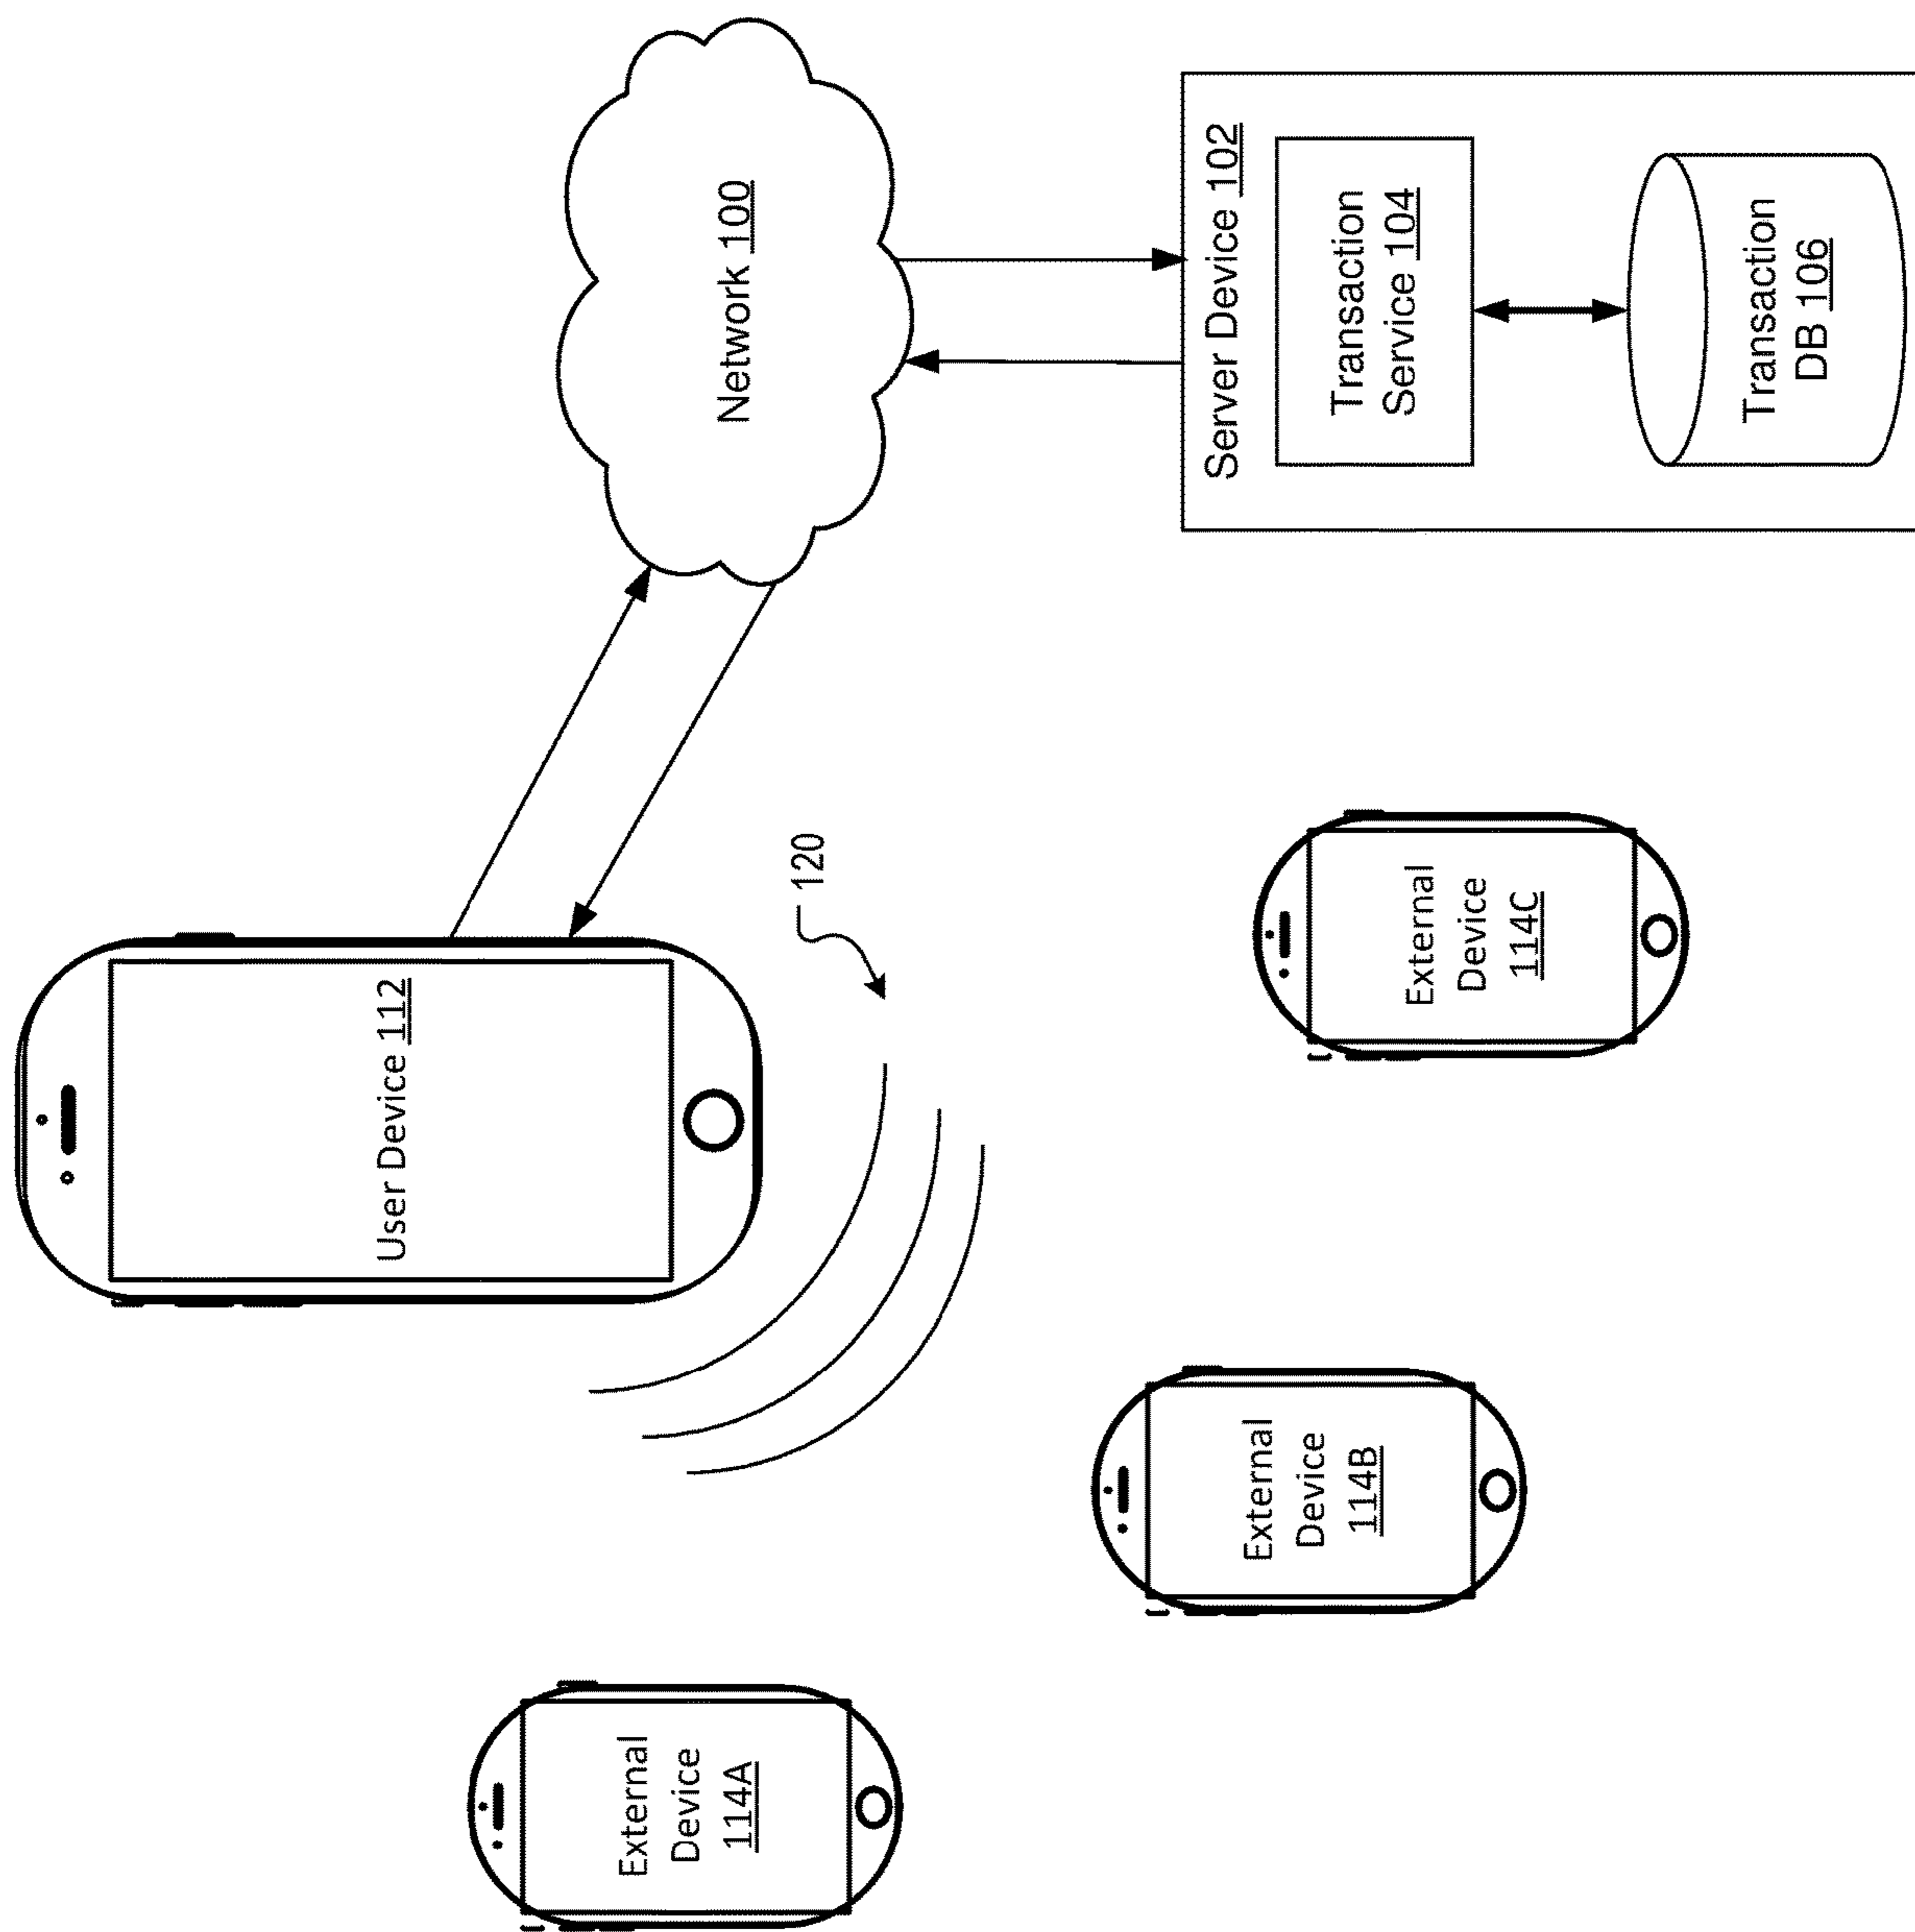 User Device 112
Network 100
120
External
Device
114A
External
Device
114B
External
Device
114C
Server Device 102
Transaction
Service 104
Transaction
DB 106